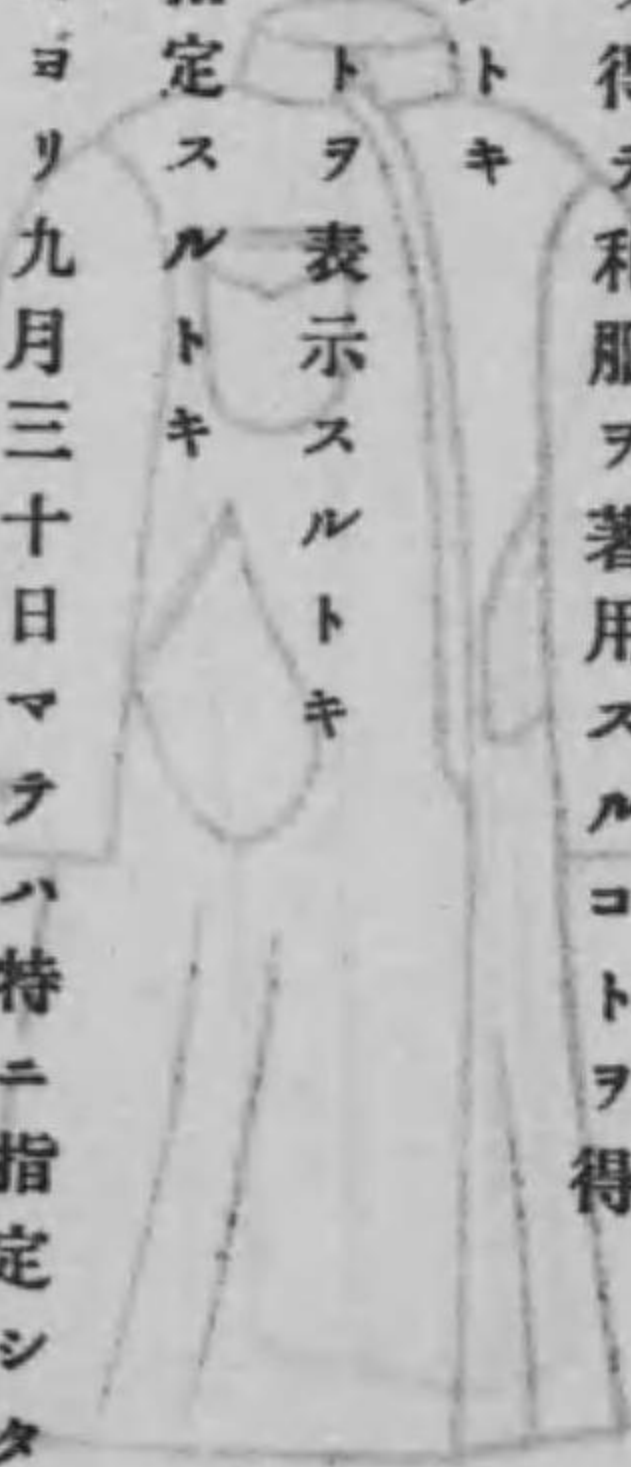 得テ和服ヲ著用スルコトヲ得
トキ
トヲ表示スルトキ
定スルトキ
ヨリ九月三十日マテハ特ニ指定シタ